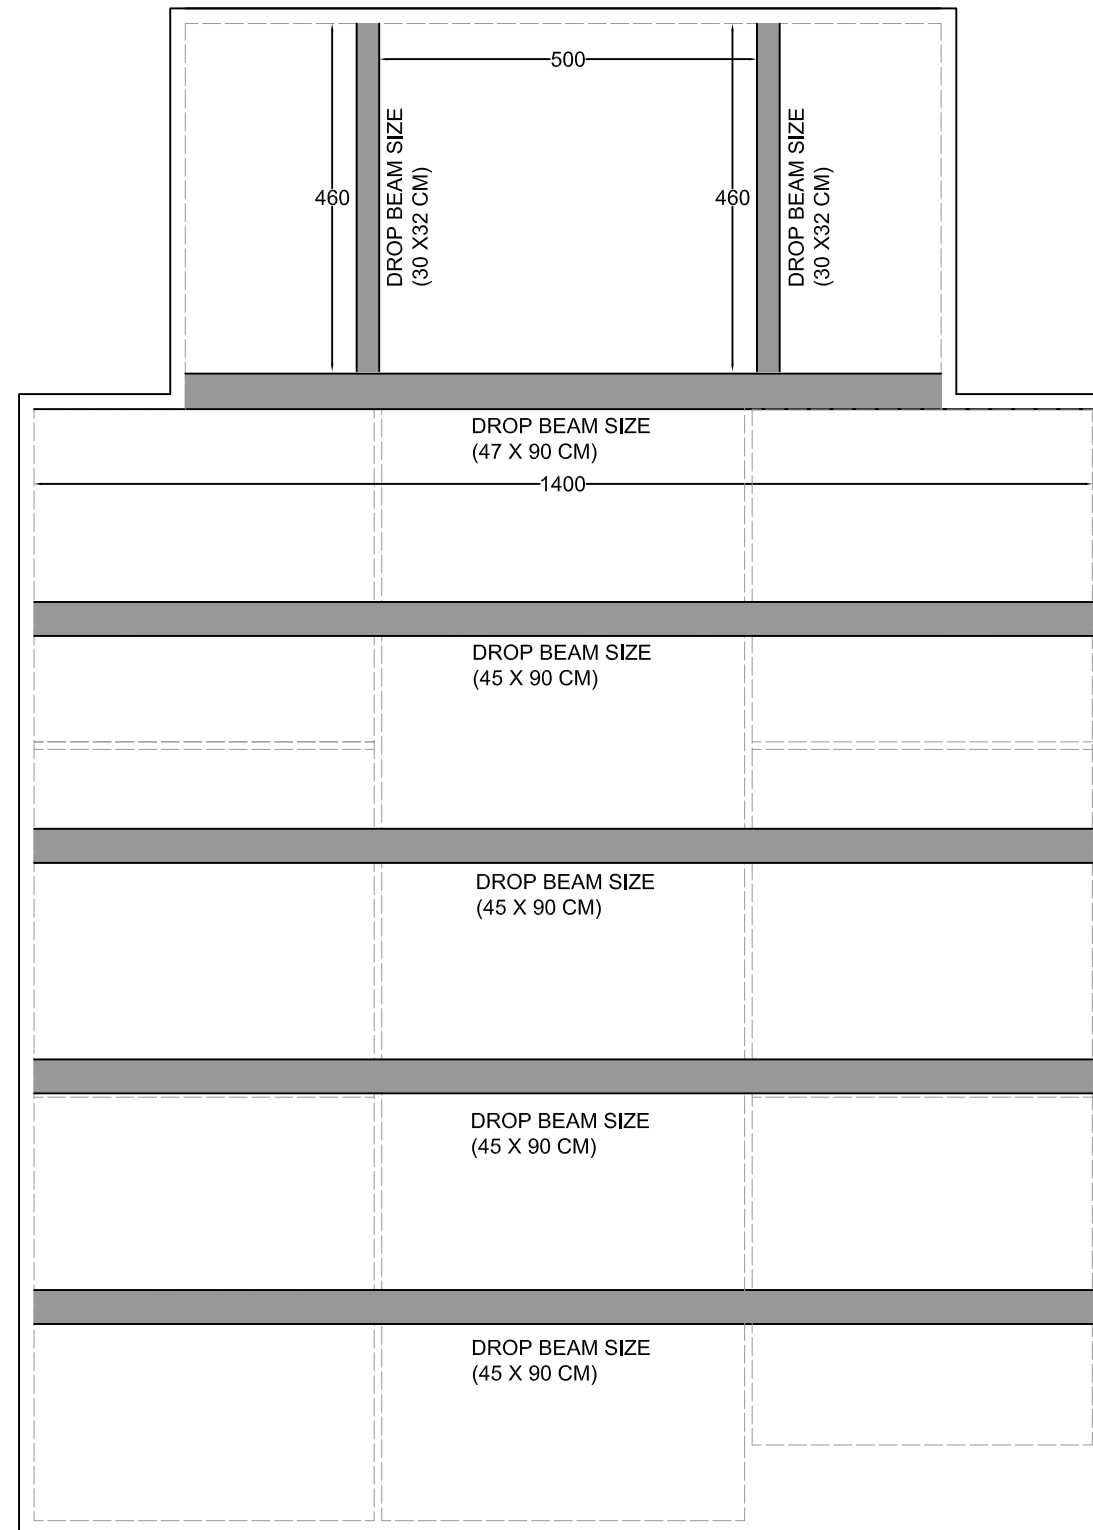 500
460
DROP BEAM SIZE
(30 X32 CM)
460
DROP BEAM SIZE
(30 X32 CM)
DROP BEAM SIZE
(47 X 90 CM)
1400
DROP BEAM SIZE
(45 X 90 CM)
DROP BEAM SIZE
(45 X 90 CM)
DROP BEAM SIZE
(45 X 90 CM)
DROP BEAM SIZE
(45 X 90 CM)